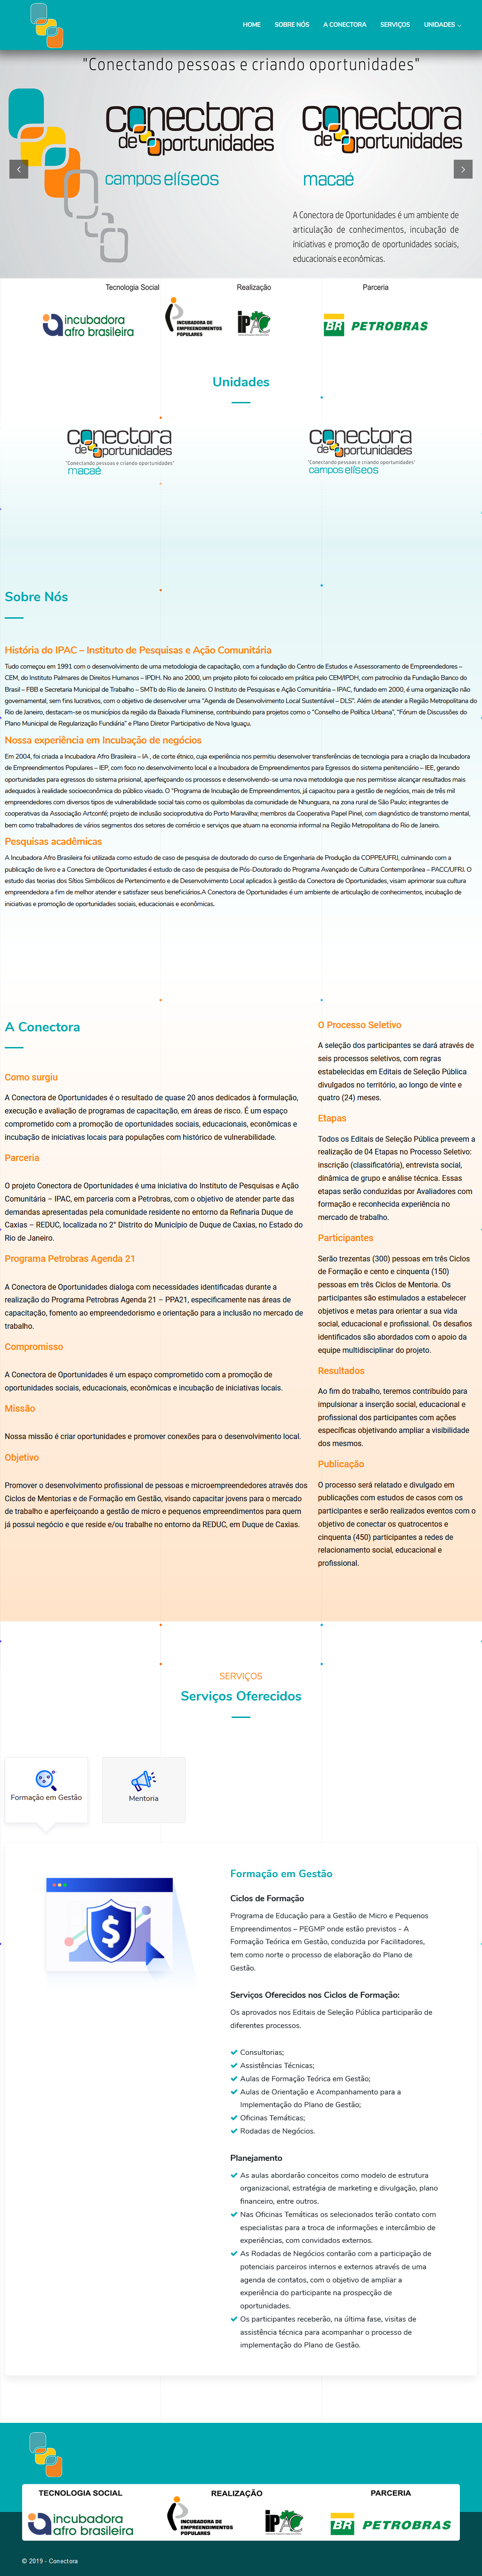 HOME SOBRE NÓS A CONECTORA SERVIÇOS UNIDADES
"Conectando pessoas e criando oportunidades"
conectora
de oportunidades
campos elíseos
conectora
de oportunidades
macaé
A Conectora de Oportunidades é um ambiente de
articulação de conhecimentos, incubação de
iniciativas e promoção de oportunidades sociais,
educacionais e econômicas.
Tecnologia Social Realização Parceria
incubadora
afro brasileira
INCUBADORA DE
EMPREENDIMENTOS
POPULARES
IPAC
BR PETROBRAS
Unidades
conectora
de oportunidades
"Conectando pessoas e criando oportunidades"
macaé
conectora
de oportunidades
"Conectando pessoas e criando oportunidades"
campos elíseos
Sobre Nós
História do IPAC – Instituto de Pesquisas e Ação Comunitária
Tudo começou em 1991 com o desenvolvimento de uma metodologia de capacitação, com a fundação do Centro de Estudos e Assessoramento de Empreendedores –
CEM, do Instituto Palmares de Direitos Humanos – IPDH. No ano 2000, um projeto piloto foi colocado em prática pelo CEM/IPDH, com patrocínio da Fundação Banco do
Brasil – FBB e Secretaria Municipal de Trabalho – SMTb do Rio de Janeiro. O Instituto de Pesquisas e Ação Comunitária – IPAC, fundado em 2000, é uma organização não
governamental, sem fins lucrativos, com o objetivo de desenvolver uma "Agenda de Desenvolvimento Local Sustentável – DLS". Além de atender a Região Metropolitana do
Rio de Janeiro, destacam-se os municípios da região da Baixada Fluminense, contribuindo para projetos como o "Conselho de Política Urbana", "Fórum de Discussões do
Plano Municipal de Regularização Fundiária" e Plano Diretor Participativo de Nova Iguaçu.
Nossa experiência em Incubação de negócios
Em 2004, foi criada a Incubadora Afro Brasileira – IA , de corte étnico, cuja experiência nos permitiu desenvolver transferências de tecnologia para a criação da Incubadora
de Empreendimentos Populares – IEP, com foco no desenvolvimento local e a Incubadora de Empreendimentos para Egressos do sistema penitenciário – IEE, gerando
oportunidades para egressos do sistema prisional, aperfeiçoando os processos e desenvolvendo-se uma nova metodologia que nos permitisse alcançar resultados mais
adequados à realidade socioeconômica do público visado. O "Programa de Incubação de Empreendimentos, já capacitou para a gestão de negócios, mais de três mil
empreendedores com diversos tipos de vulnerabilidade social tais como os quilombolas da comunidade de Nhunguara, na zona rural de São Paulo; integrantes de
cooperativas da Associação Artconfé; projeto de inclusão socioprodutiva do Porto Maravilha; membros da Cooperativa Papel Pinel, com diagnóstico de transtorno mental,
bem como trabalhadores de vários segmentos dos setores de comércio e serviços que atuam na economia informal na Região Metropolitana do Rio de Janeiro.
Pesquisas acadêmicas
A Incubadora Afro Brasileira foi utilizada como estudo de caso de pesquisa de doutorado do curso de Engenharia de Produção da COPPE/UFRJ, culminando com a
publicação de livro e a Conectora de Oportunidades é estudo de caso de pesquisa de Pós-Doutorado do Programa Avançado de Cultura Contemporânea – PACC/UFRJ. O
estudo das teorias dos Sítios Simbólicos de Pertencimento e de Desenvolvimento Local aplicados à gestão da Conectora de Oportunidades, visam aprimorar sua cultura
empreendedora a fim de melhor atender e satisfazer seus beneficiários.A Conectora de Oportunidades é um ambiente de articulação de conhecimentos, incubação de
iniciativas e promoção de oportunidades sociais, educacionais e econômicas.
A Conectora
Como surgiu
A Conectora de Oportunidades é o resultado de quase 20 anos dedicados à formulação,
execução e avaliação de programas de capacitação, em áreas de risco. É um espaço
comprometido com a promoção de oportunidades sociais, educacionais, econômicas e
incubação de iniciativas locais para populações com histórico de vulnerabilidade.
Parceria
O projeto Conectora de Oportunidades é uma iniciativa do Instituto de Pesquisas e Ação
Comunitária – IPAC, em parceria com a Petrobras, com o objetivo de atender parte das
demandas apresentadas pela comunidade residente no entorno da Refinaria Duque de
Caxias – REDUC, localizada no 2° Distrito do Município de Duque de Caxias, no Estado do
Rio de Janeiro.
Programa Petrobras Agenda 21
A Conectora de Oportunidades dialoga com necessidades identificadas durante a
realização do Programa Petrobras Agenda 21 – PPA21, especificamente nas áreas de
capacitação, fomento ao empreendedorismo e orientação para a inclusão no mercado de
trabalho.
Compromisso
A Conectora de Oportunidades é um espaço comprometido com a promoção de
oportunidades sociais, educacionais, econômicas e incubação de iniciativas locais.
Missão
Nossa missão é criar oportunidades e promover conexões para o desenvolvimento local.
Objetivo
Promover o desenvolvimento profissional de pessoas e microempreendedores através dos
Ciclos de Mentorias e de Formação em Gestão, visando capacitar jovens para o mercado
de trabalho e aperfeiçoando a gestão de micro e pequenos empreendimentos para quem
já possui negócio e que reside e/ou trabalhe no entorno da REDUC, em Duque de Caxias.
O Processo Seletivo
A seleção dos participantes se dará através de
seis processos seletivos, com regras
estabelecidas em Editais de Seleção Pública
divulgados no território, ao longo de vinte e
quatro (24) meses.
Etapas
Todos os Editais de Seleção Pública preveem a
realização de 04 Etapas no Processo Seletivo:
inscrição (classificatória), entrevista social,
dinâmica de grupo e análise técnica. Essas
etapas serão conduzidas por Avaliadores com
formação e reconhecida experiência no
mercado de trabalho.
Participantes
Serão trezentas (300) pessoas em três Ciclos
de Formação e cento e cinquenta (150)
pessoas em três Ciclos de Mentoria. Os
participantes são estimulados a estabelecer
objetivos e metas para orientar a sua vida
social, educacional e profissional. Os desafios
identificados são abordados com o apoio da
equipe multidisciplinar do projeto.
Resultados
Ao fim do trabalho, teremos contribuído para
impulsionar a inserção social, educacional e
profissional dos participantes com ações
específicas objetivando ampliar a visibilidade
dos mesmos.
Publicação
O processo será relatado e divulgado em
publicações com estudos de casos com os
participantes e serão realizados eventos com o
objetivo de conectar os quatrocentos e
cinquenta (450) participantes a redes de
relacionamento social, educacional e
profissional.
SERVIÇOS
Serviços Oferecidos
Formação em Gestão
Mentoria
Formação em Gestão
Ciclos de Formação
Programa de Educação para a Gestão de Micro e Pequenos
Empreendimentos – PEGMP onde estão previstos - A
Formação Teórica em Gestão, conduzida por Facilitadores,
tem como norte o processo de elaboração do Plano de
Gestão.
Serviços Oferecidos nos Ciclos de Formação:
Os aprovados nos Editais de Seleção Pública participarão de
diferentes processos.
Consultorias;
Assistências Técnicas;
Aulas de Formação Teórica em Gestão;
Aulas de Orientação e Acompanhamento para a
Implementação do Plano de Gestão;
Oficinas Temáticas;
Rodadas de Negócios.
Planejamento
As aulas abordarão conceitos como modelo de estrutura
organizacional, estratégia de marketing e divulgação, plano
financeiro, entre outros.
Nas Oficinas Temáticas os selecionados terão contato com
especialistas para a troca de informações e intercâmbio de
experiências, com convidados externos.
As Rodadas de Negócios contarão com a participação de
potenciais parceiros internos e externos através de uma
agenda de contatos, com o objetivo de ampliar a
experiência do participante na prospecção de
oportunidades.
Os participantes receberão, na última fase, visitas de
assistência técnica para acompanhar o processo de
implementação do Plano de Gestão.
TECNOLOGIA SOCIAL REALIZAÇÃO PARCERIA
incubadora
afro brasileira
INCUBADORA DE
EMPREENDIMENTOS
POPULARES
IPAC
BR PETROBRAS
© 2019 - Conectora